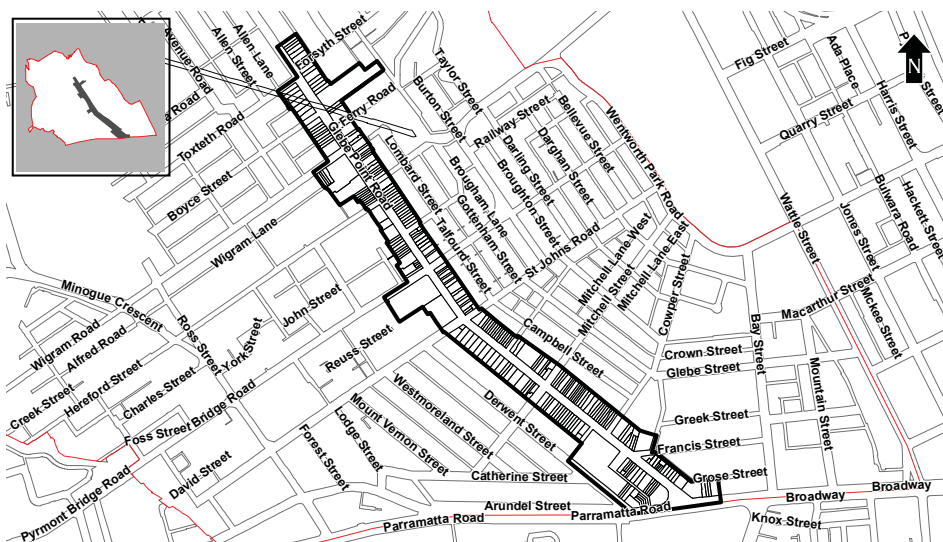 Avenue Road
Allen Street
Allen Lane
Forsyth Street
Taylor Street
Burton Street
Ferry Road
Railway Street
Bellevue Street
Wentworth Park Road
Fig Street
Ada Place
Harris Street
Quarry Street
N
Road
Toxteth Road
Glebe Point Road
Lombard Street
Boyce Street
Brougham Lane
Gottenham Street
Broughton Street
Darling Street
Darghan Street
Talfourd Street
St Johns Road
Mitchell Lane West
Mitchell Street
Mitchell Lane East
Cowper Street
Wattle Street
Jones Street
Bulwara Road
Hackett Street
Wigram Lane
Minogue Crescent
Ross Street
John Street
York Street
Reuss Street
Campbell Street
Crown Street
Glebe Street
Bay Street
Macarthur Street
Mckee Street
Mountain Street
Wigram Road
Alfred Road
Creek Street
Hereford Street
Charles Street
Foss Street
Bridge Road
Pyrmont Bridge Road
David Street
Forest Street
Lodge Street
Mount Vernon Street
Westmoreland Street
Derwent Street
Catherine Street
Greek Street
Francis Street
Grose Street
Arundel Street
Parramatta Road
Parramatta Road
Broadway
Broadway
Knox Street